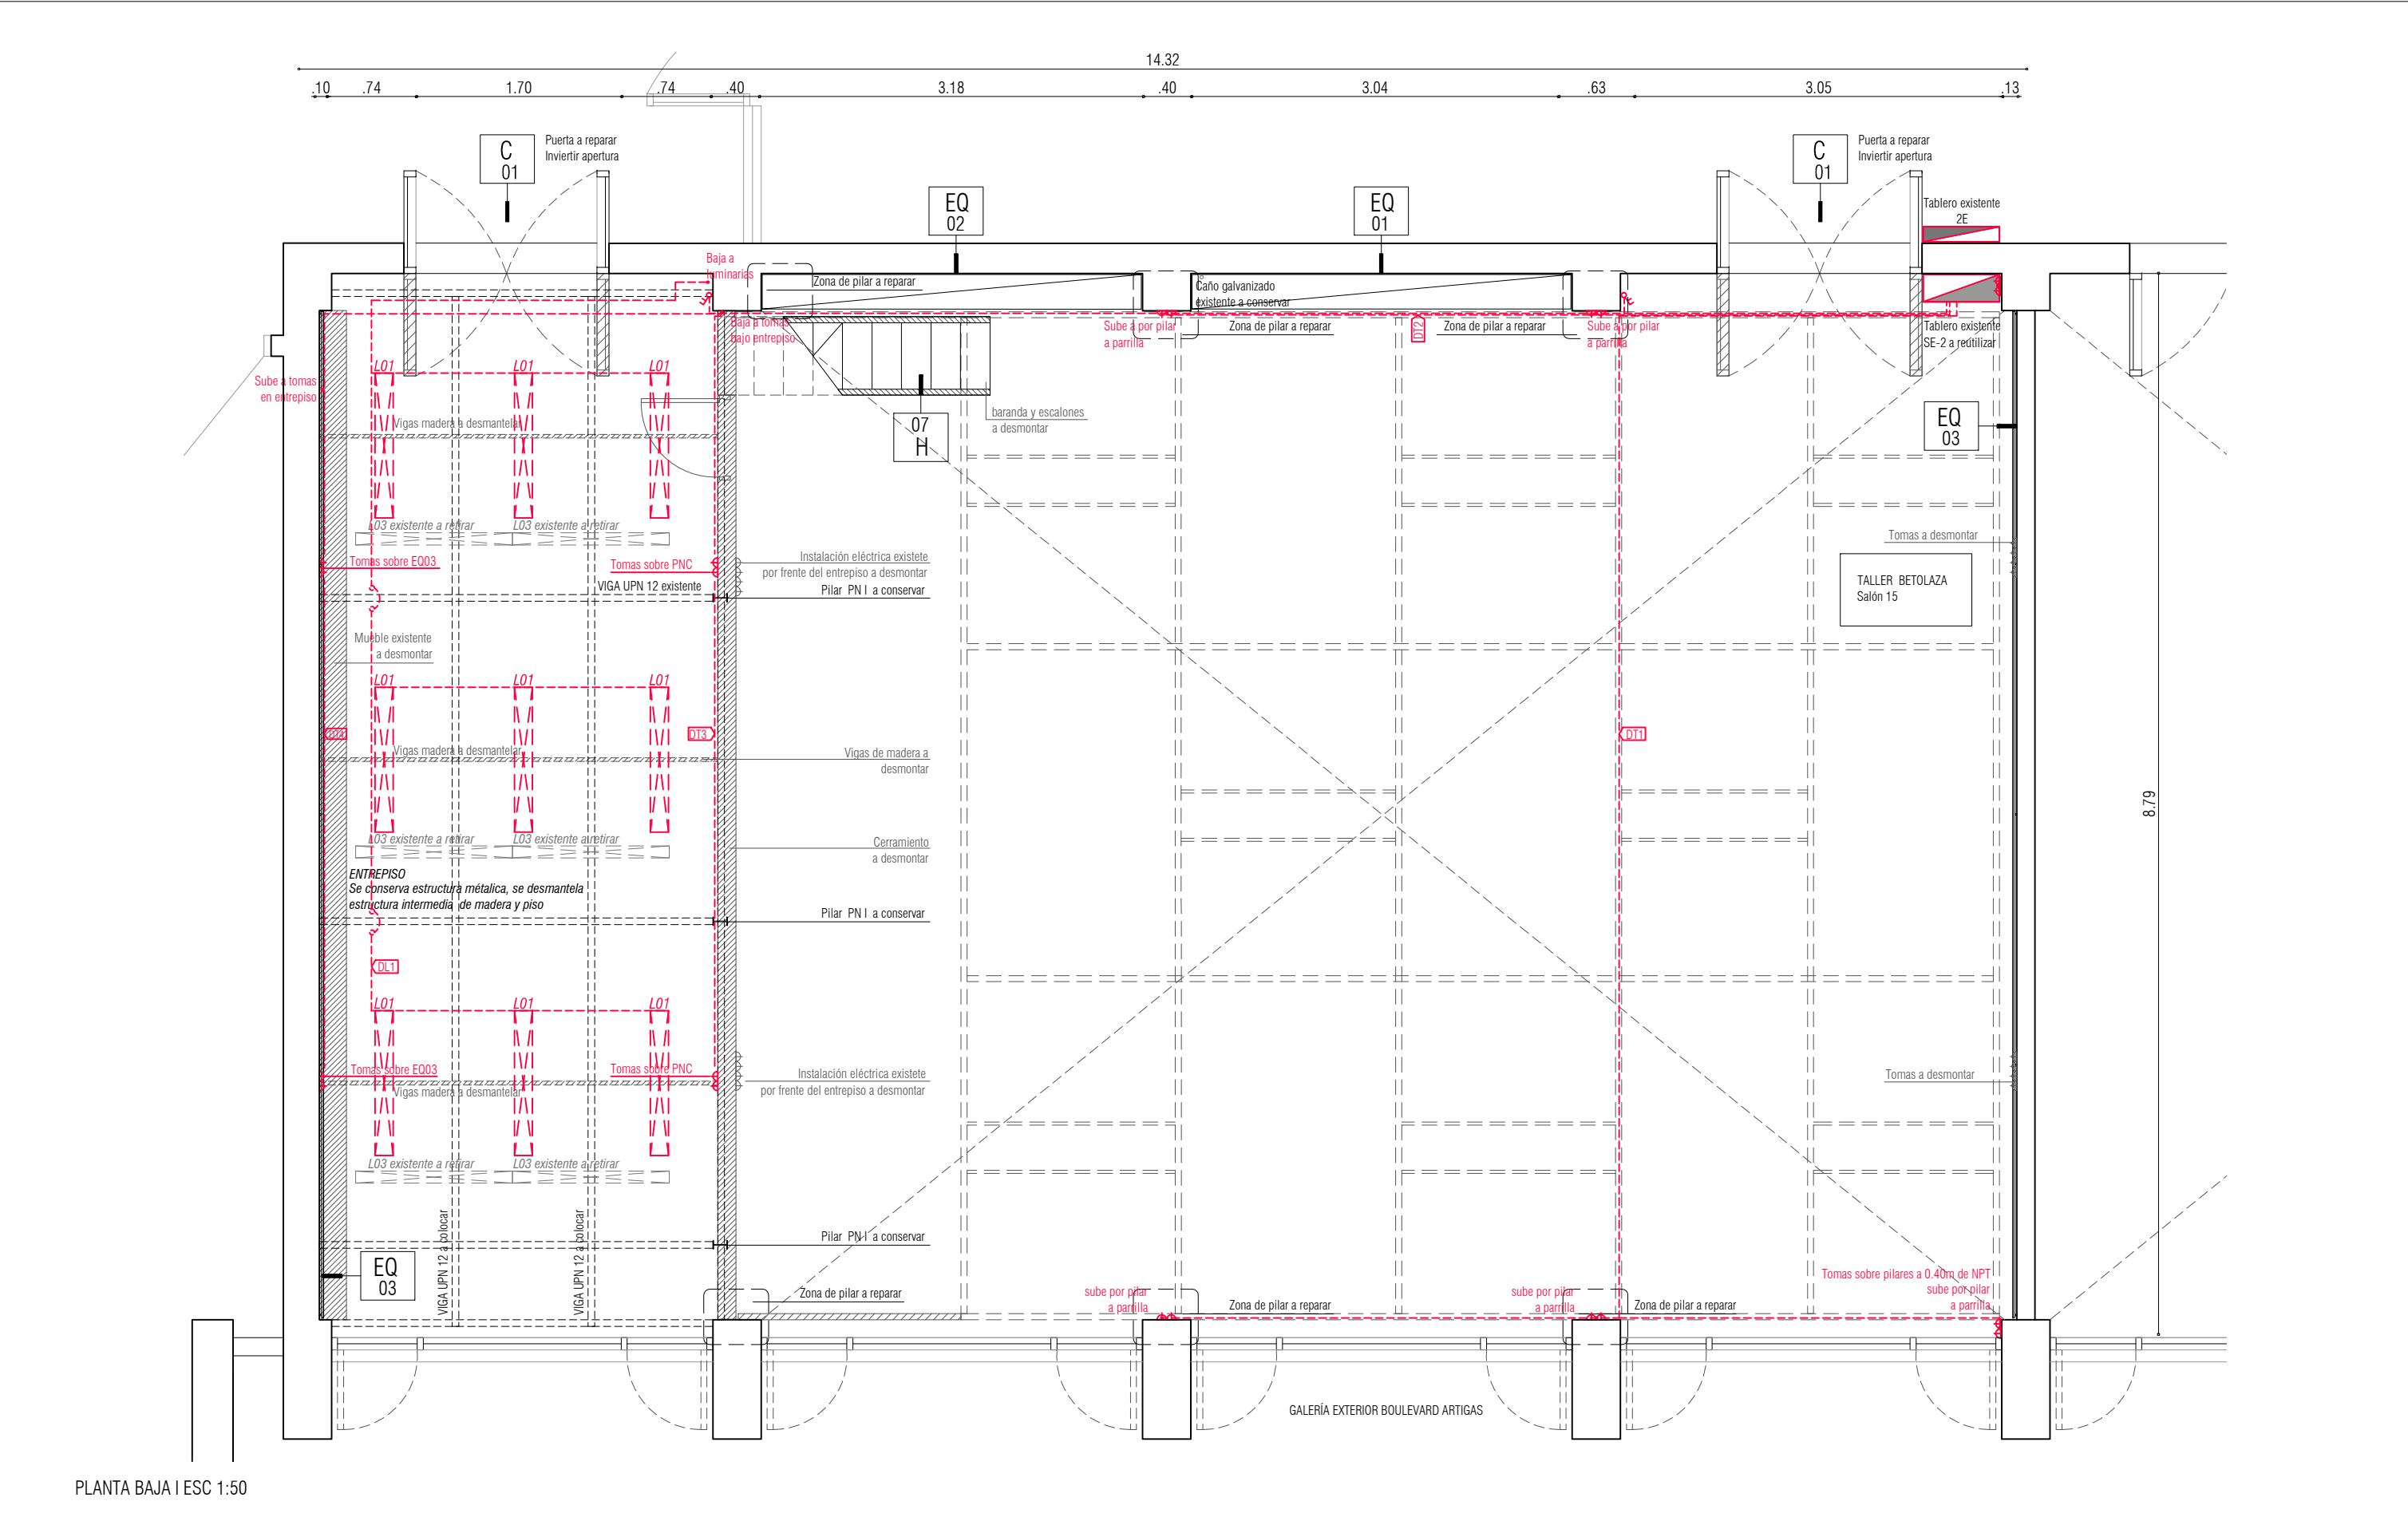 14.32
.10 .74 1.70 .74 .40 3.18 .40 3.04 .63 3.05 .13
C
01
Puerta a reparar
Inviertir apertura
C
01
Puerta a reparar
Inviertir apertura
EQ
02
EQ
01
Tablero existente
2E
Baja a
luminarias
Zona de pilar a reparar
Caño galvanizado
existente a conservar
Baja a tomas
bajo entrepiso
Sube a por pilar
a parrilla
Zona de pilar a reparar
DT2
Zona de pilar a reparar
Sube a por pilar
a parrilla
Tablero existente
SE-2 a reutilizar
Sube a tomas
en entrepiso
L01
L01
L01
Vigas madera a desmantelar
baranda y escalones
a desmontar
07
H
EQ
03
L03 existente a retirar
L03 existente a retirar
Tomas a desmontar
Tomas sobre EQ03
Tomas sobre PNC
Instalación eléctrica existete
por frente del entrepiso a desmontar
VIGA UPN 12 existente
Pilar PN I a conservar
TALLER BETOLAZA
Salón 15
Mueble existente
a desmontar
L01
L01
L01
DT3
DT1
Vigas madera a desmantelar
Vigas de madera a
desmontar
8.79
L03 existente a retirar
L03 existente a retirar
Cerramiento
a desmontar
ENTREPISO
Se conserva estructura métalica, se desmantela
estructura intermedia de madera y piso
Pilar PN I a conservar
DL1
L01
L01
L01
Tomas sobre EQ03
Tomas sobre PNC
Instalación eléctrica existete
por frente del entrepiso a desmontar
Tomas a desmontar
Vigas madera a desmantelar
L03 existente a retirar
L03 existente a retirar
VIGA UPN 12 a colocar
VIGA UPN 12 a colocar
Pilar PN I a conservar
EQ
03
Zona de pilar a reparar
sube por pilar
a parrilla
Zona de pilar a reparar
sube por pilar
a parrilla
Zona de pilar a reparar
Tomas sobre pilares a 0.40m de NPT
sube por pilar
a parrilla
GALERÍA EXTERIOR BOULEVARD ARTIGAS
PLANTA BAJA I ESC 1:50